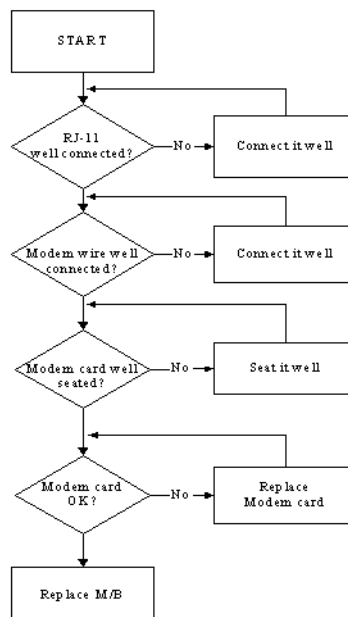 START
RJ-11
well connected?
No
Connect it well
Modem wire well
connected?
No
Connect it well
Modem card well
seated?
No
Seat it well
Modem card
OK?
No
Replace
Modem card
Replace M/B